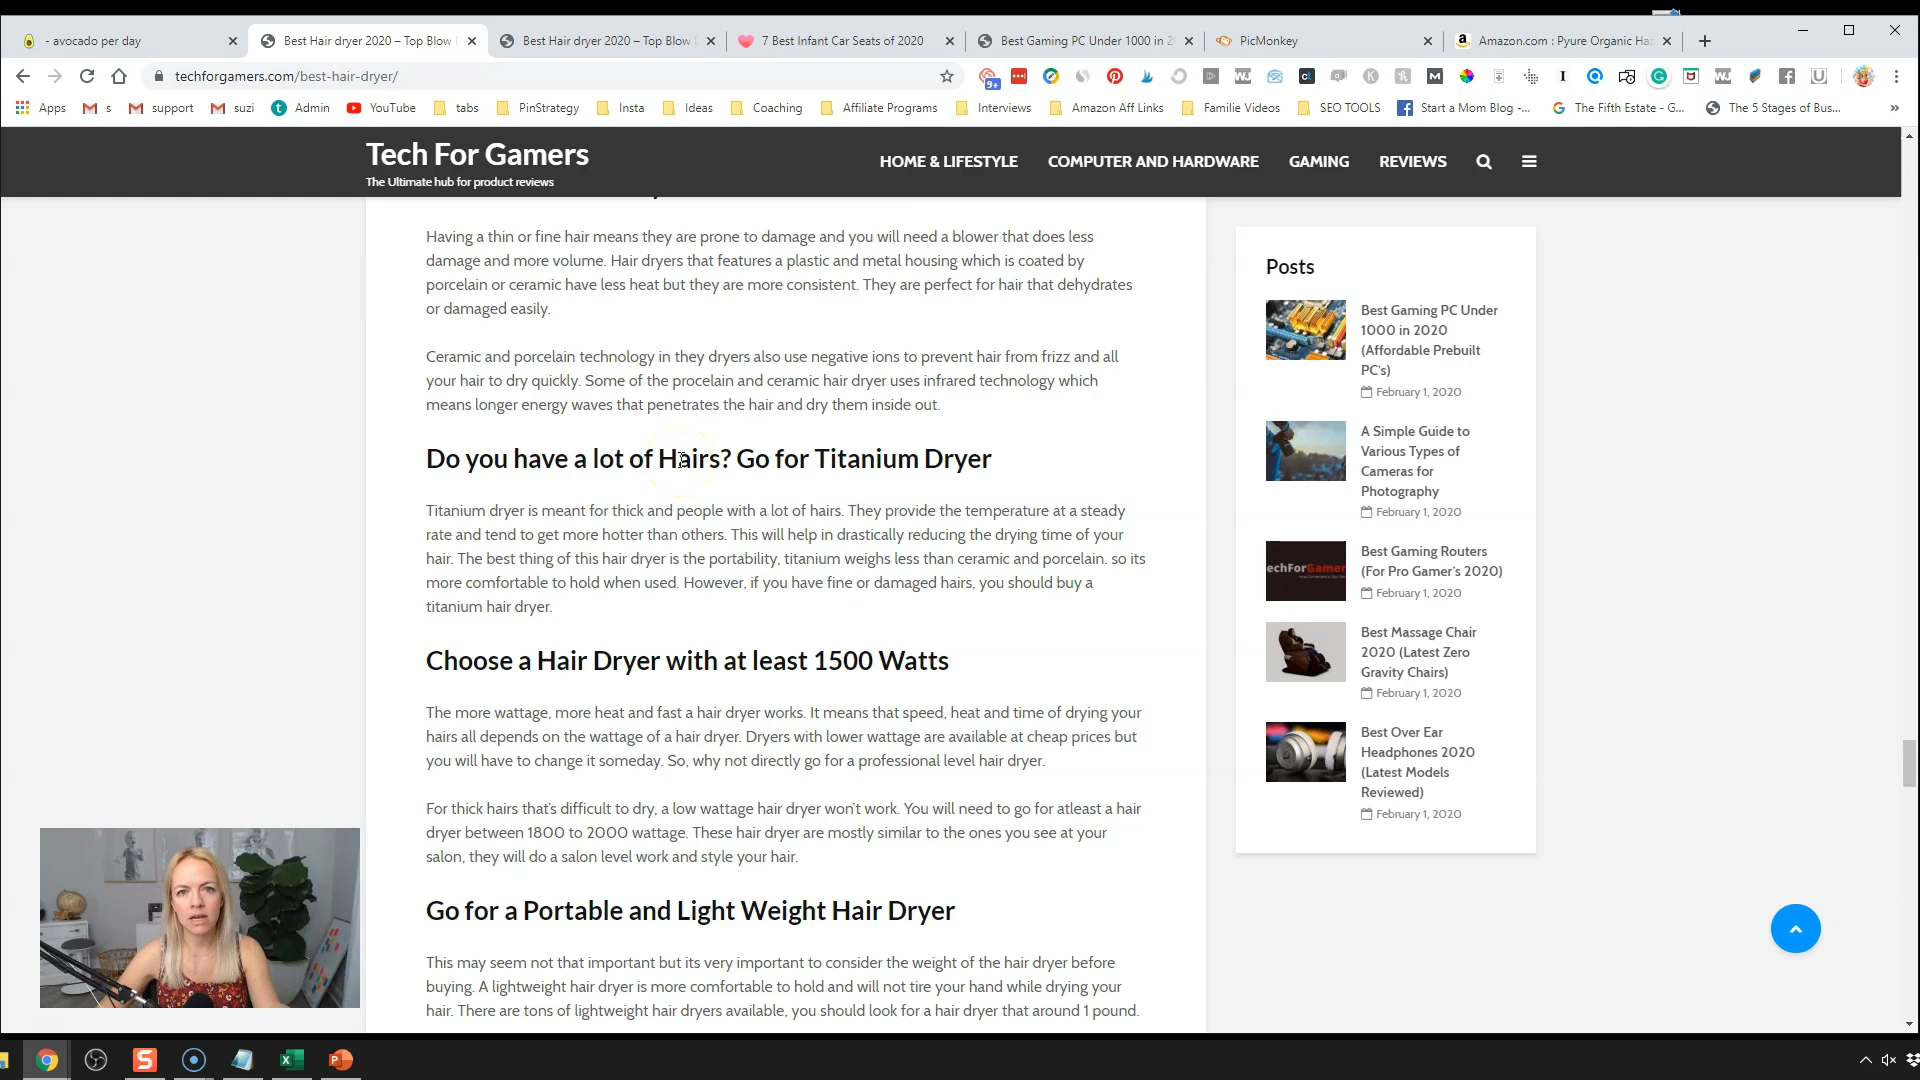 - avocado per day
Best Hair dryer 2020 – Top Blow
Best Hair dryer 2020 – Top Blow
7 Best Infant Car Seats of 2020
Best Gaming PC Under 1000 in 2
PicMonkey
Amazon.com : Pyure Organic Ha
techforgamers.com/best-hair-dryer/
9+
Apps
s
support
suzi
Admin
YouTube
tabs
PinStrategy
Insta
Ideas
Coaching
Affiliate Programs
Interviews
Amazon Aff Links
Familie Videos
SEO TOOLS
Start a Mom Blog -...
The Fifth Estate - G...
The 5 Stages of Bus...
Tech For Gamers
The Ultimate hub for product reviews
HOME & LIFESTYLE
COMPUTER AND HARDWARE
GAMING
REVIEWS
Having a thin or fine hair means they are prone to damage and you will need a blower that does less
damage and more volume. Hair dryers that features a plastic and metal housing which is coated by
porcelain or ceramic have less heat but they are more consistent. They are perfect for hair that dehydrates
or damaged easily.
Ceramic and porcelain technology in they dryers also use negative ions to prevent hair from frizz and all
your hair to dry quickly. Some of the procelain and ceramic hair dryer uses infrared technology which
means longer energy waves that penetrates the hair and dry them inside out.
Do you have a lot of Hairs? Go for Titanium Dryer
Titanium dryer is meant for thick and people with a lot of hairs. They provide the temperature at a steady
rate and tend to get more hotter than others. This will help in drastically reducing the drying time of your
hair. The best thing of this hair dryer is the portability, titanium weighs less than ceramic and porcelain. so its
more comfortable to hold when used. However, if you have fine or damaged hairs, you should buy a
titanium hair dryer.
Choose a Hair Dryer with at least 1500 Watts
The more wattage, more heat and fast a hair dryer works. It means that speed, heat and time of drying your
hairs all depends on the wattage of a hair dryer. Dryers with lower wattage are available at cheap prices but
you will have to change it someday. So, why not directly go for a professional level hair dryer.
For thick hairs that's difficult to dry, a low wattage hair dryer won't work. You will need to go for atleast a hair
dryer between 1800 to 2000 wattage. These hair dryer are mostly similar to the ones you see at your
salon, they will do a salon level work and style your hair.
Go for a Portable and Light Weight Hair Dryer
This may seem not that important but its very important to consider the weight of the hair dryer before
buying. A lightweight hair dryer is more comfortable to hold and will not tire your hand while drying your
hair. There are tons of lightweight hair dryers available, you should look for a hair dryer that around 1 pound.
Posts
Best Gaming PC Under
1000 in 2020
(Affordable Prebuilt
PC's)
February 1, 2020
A Simple Guide to
Various Types of
Cameras for
Photography
February 1, 2020
echForGamer
Best Gaming Routers
(For Pro Gamer's 2020)
February 1, 2020
Best Massage Chair
2020 (Latest Zero
Gravity Chairs)
February 1, 2020
Best Over Ear
Headphones 2020
(Latest Models
Reviewed)
February 1, 2020